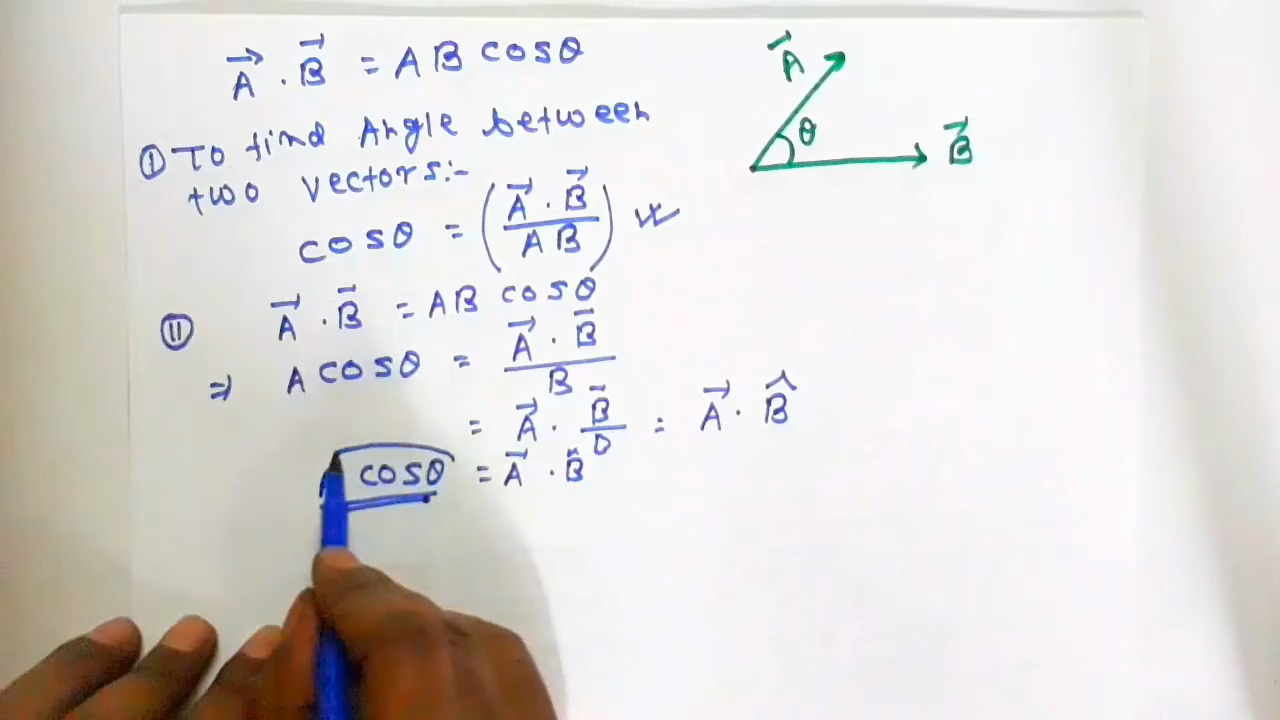 A⃗ . B⃗ = AB cosθ
① To find Angle between
two vectors:-
cosθ = (A⃗ . B⃗ / AB)
⑪ A⃗ . B⃗ = AB cosθ
⇒ A cosθ = A⃗ . B⃗ / B
= A⃗ . B⃗ / D = A⃗ . B̂
cosθ = A⃗ . B̂
A⃗
θ
B⃗